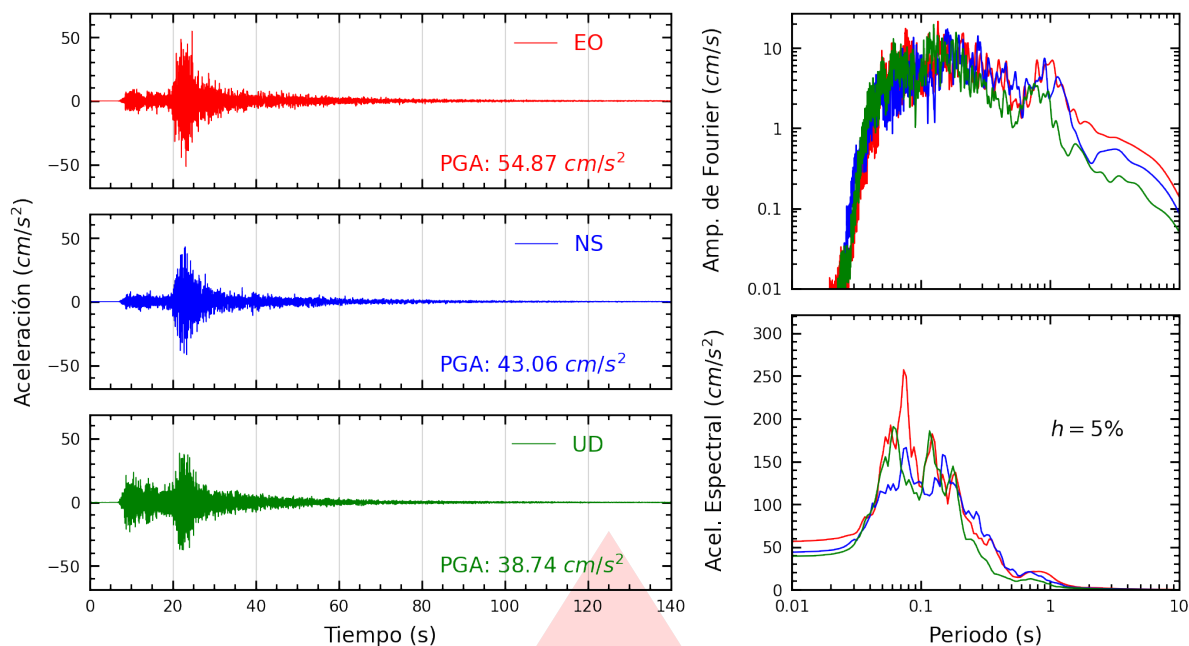 Aceleración (cm/s²)
50
0
−50
EO
PGA: 54.87 cm/s²
50
0
−50
NS
PGA: 43.06 cm/s²
50
0
−50
UD
PGA: 38.74 cm/s²
0 20 40 60 80 100 120 140
Tiempo (s)
Amp. de Fourier (cm/s)
10
1
0.1
0.01
Acel. Espectral (cm/s²)
300
250
200
150
100
50
0
h = 5%
0.01 0.1 1 10
Periodo (s)